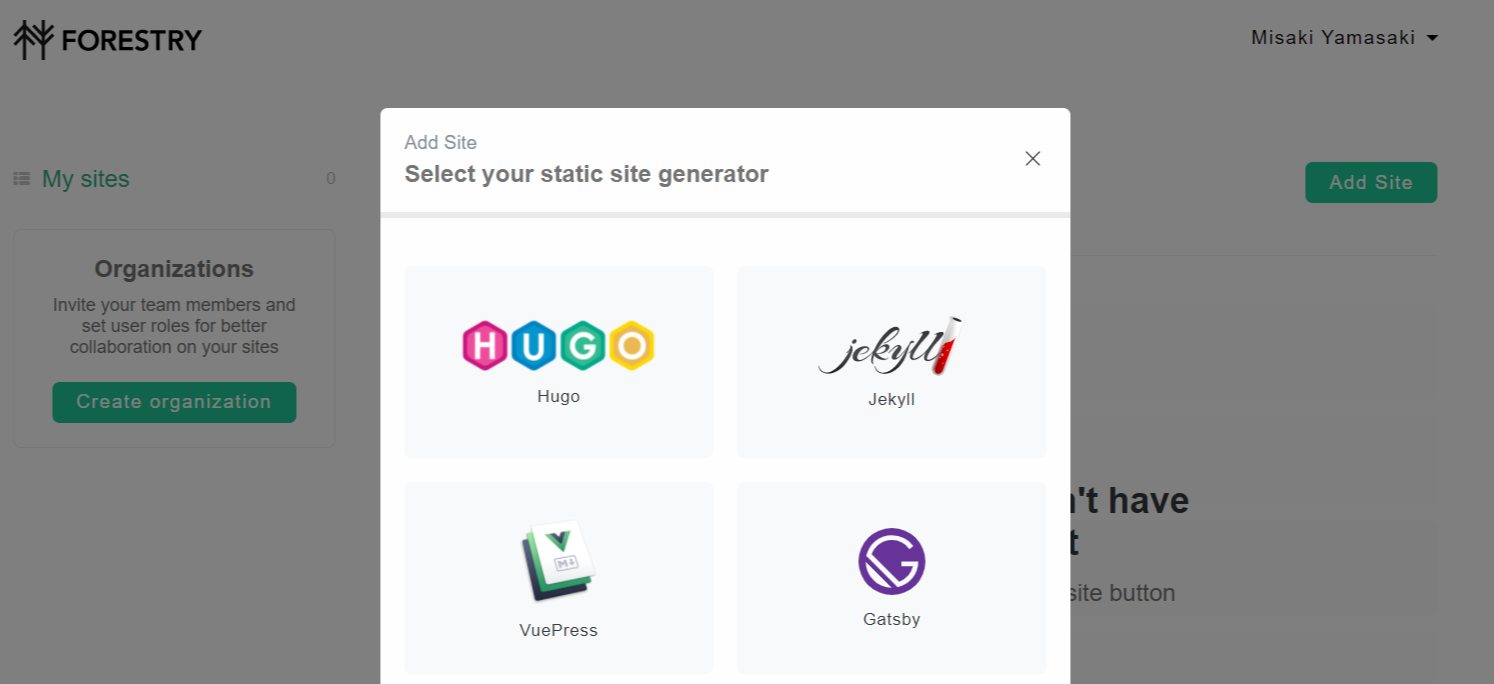 FORESTRY
Misaki Yamasaki
Add Site
Select your static site generator
My sites
0
Add Site
Organizations
Invite your team members and
set user roles for better
collaboration on your sites
Create organization
HUGO
Hugo
jekyll
Jekyll
't have
t
M
VuePress
Gatsby
site button